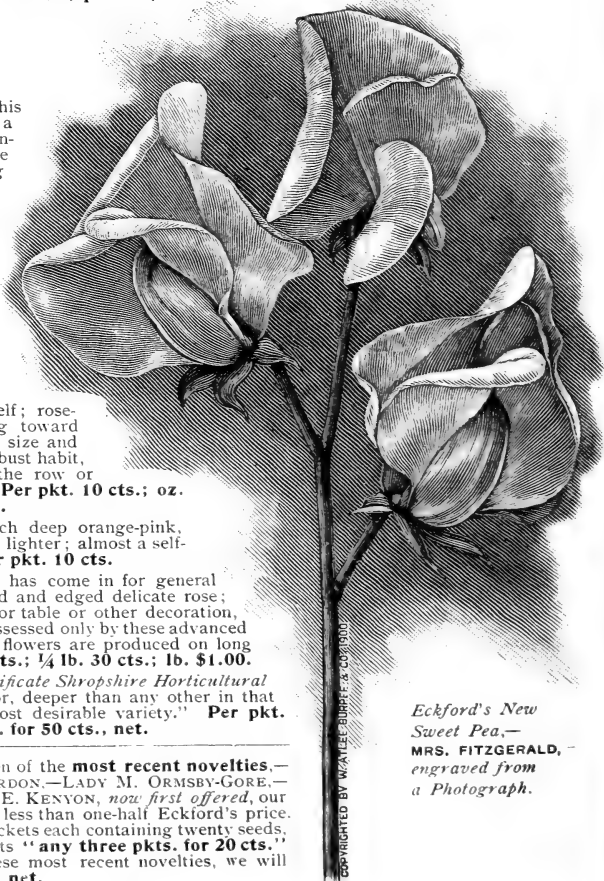 his
a
n-
e
g
elf; rose-
g toward
size and
bust habit,
the row or
Per pkt. 10 cts.; oz.
.
ch deep orange-pink,
lighter; almost a self-
r pkt. 10 cts.
has come in for general
d and edged delicate rose;
or table or other decoration,
ssessed only by these advanced
flowers are produced on long
ts.; ¼ lb. 30 cts.; lb. $1.00.
ificate Shropshire Horticultural
or, deeper than any other in that
ost desirable variety." Per pkt.
. for 50 cts., net.
n of the most recent novelties,—
RDON.—LADY M. ORMSBY-GORE,—
E. KENYON, now first offered, our
less than one-half Eckford's price.
ckets each containing twenty seeds,
ts "any three pkts. for 20 cts."
ese most recent novelties, we will
net.
COPYRIGHTED BY W. ATLEE BURPEE & CO. 1900
Eckford's New
Sweet Pea,—
MRS. FITZGERALD,—
engraved from
a Photograph.